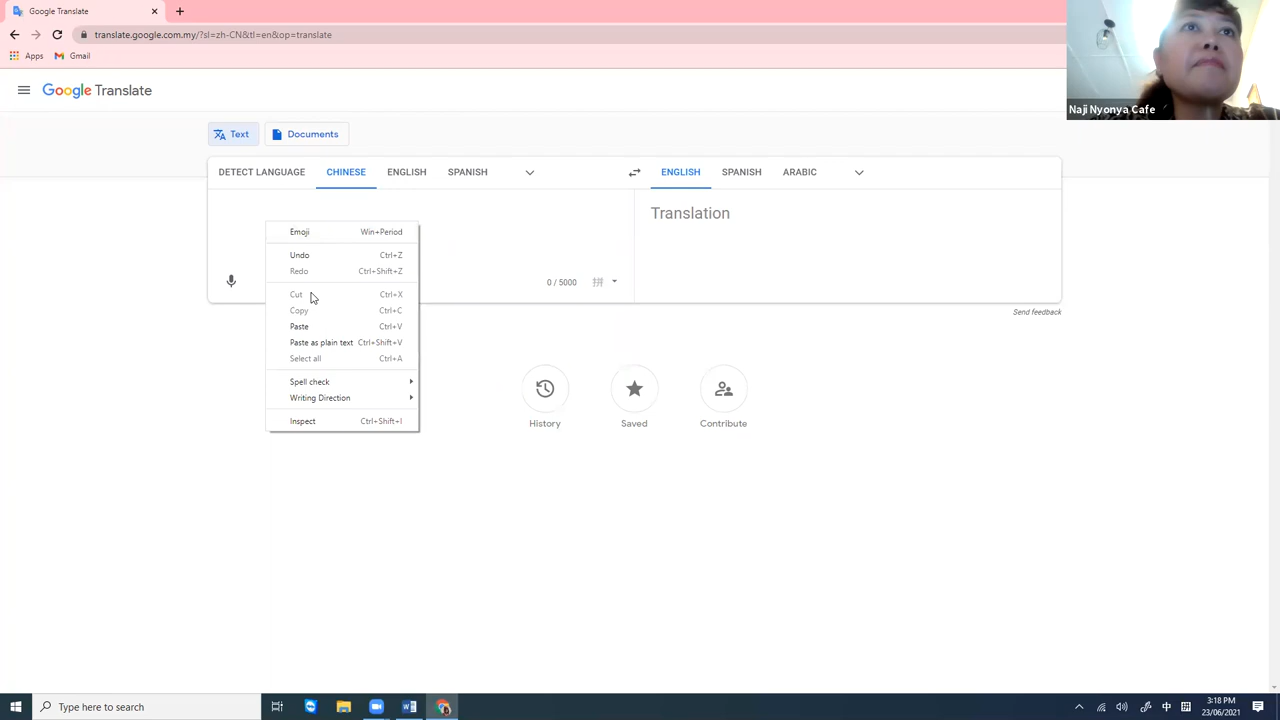 Google Translate
translate.google.com.my/?sl=zh-CN&tl=en&op=translate
Apps
Gmail
Naji Nyonya Cafe
Google Translate
Text
Documents
DETECT LANGUAGE
CHINESE
ENGLISH
SPANISH
ENGLISH
SPANISH
ARABIC
Translation
Emoji Win+Period
Undo Ctrl+Z
Redo Ctrl+Shift+Z
Cut Ctrl+X
Copy Ctrl+C
Paste Ctrl+V
Paste as plain text Ctrl+Shift+V
Select all Ctrl+A
Spell check
Writing Direction
Inspect Ctrl+Shift+I
0 / 5000
拼
Send feedback
History
Saved
Contribute
Type here to search
中
拼
3:18 PM
23/06/2021